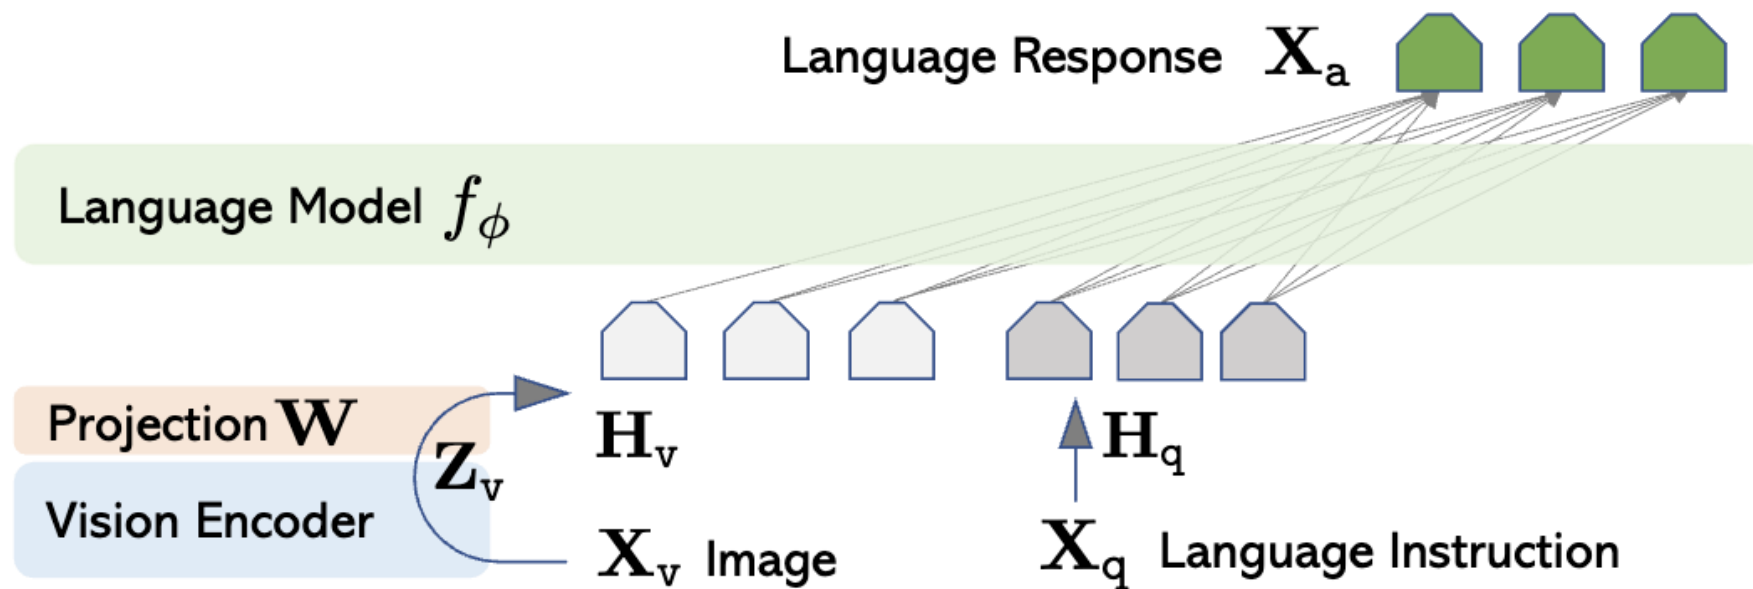 Language Response X_a
Language Model f_ϕ
Projection W
Z_v
H_v
H_q
Vision Encoder
X_v Image
X_q Language Instruction